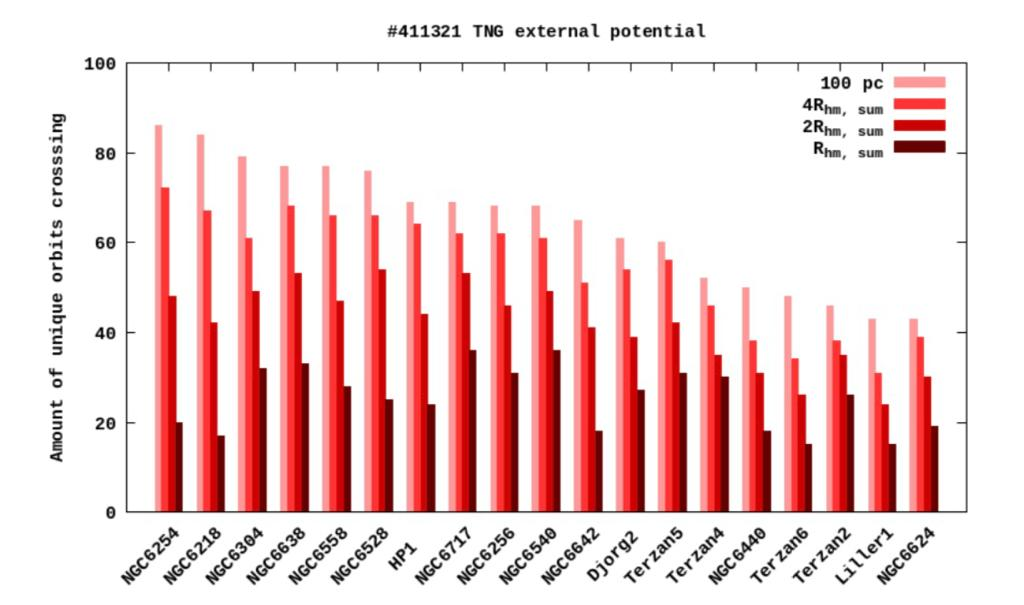 #411321 TNG external potential
Amount of unique orbits crosssing
100
80
60
40
20
0
100 pc
4Rhm, sum
2Rhm, sum
Rhm, sum
NGC6254
NGC6218
NGC6304
NGC6638
NGC6558
NGC6528
HP1
NGC6717
NGC6256
NGC6540
NGC6642
Djorg2
Terzan5
Terzan4
NGC6440
Terzan6
Terzan2
Liller1
NGC6624